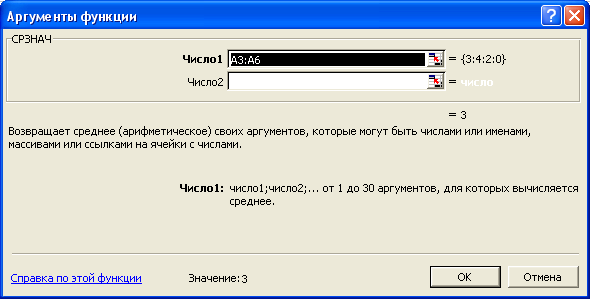 Аргументы функции
СРЗНАЧ
Число1 A3:A6 = {3:4:2:0}
Число2 = число
= 3
Возвращает среднее (арифметическое) своих аргументов, которые могут быть числами или именами,
массивами или ссылками на ячейки с числами.
Число1: число1;число2;... от 1 до 30 аргументов, для которых вычисляется
среднее.
Справка по этой функции Значение:3 OK Отмена